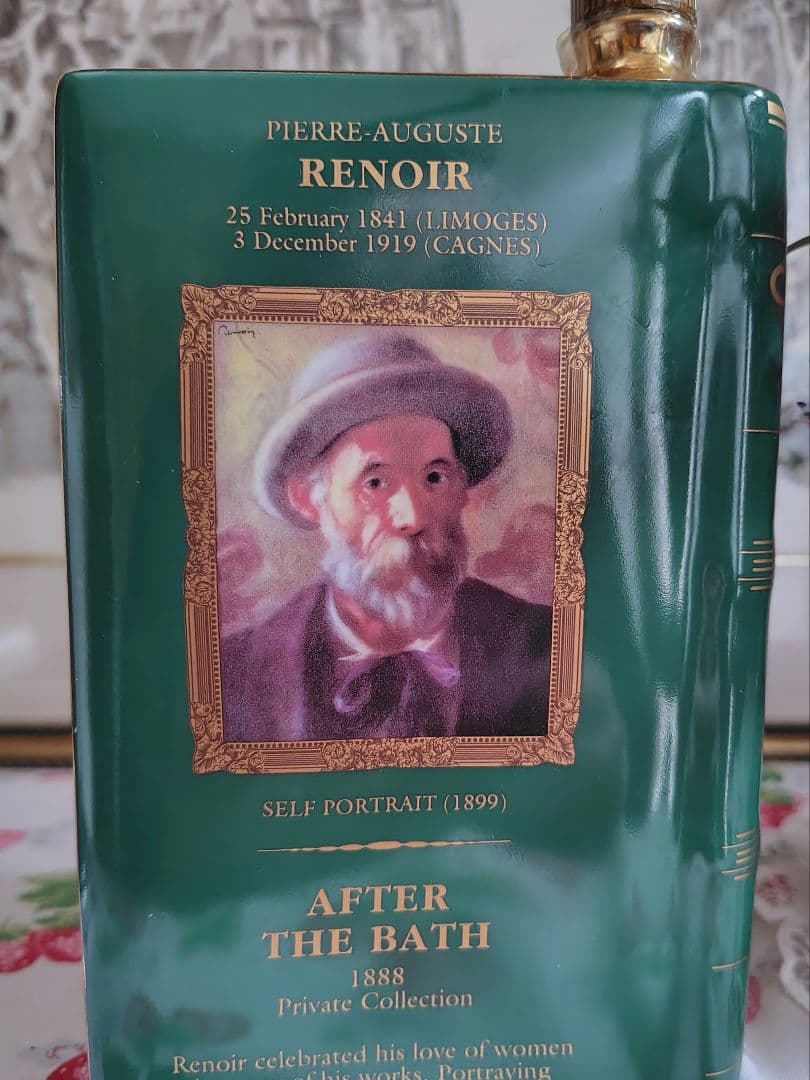 PIERRE-AUGUSTE
RENOIR
25 February 1841 (LIMOGES)
3 December 1919 (CAGNES)
Renoir
SELF PORTRAIT (1899)
AFTER
THE BATH
1888
Private Collection
Renoir celebrated his love of women
of his works. Portraying